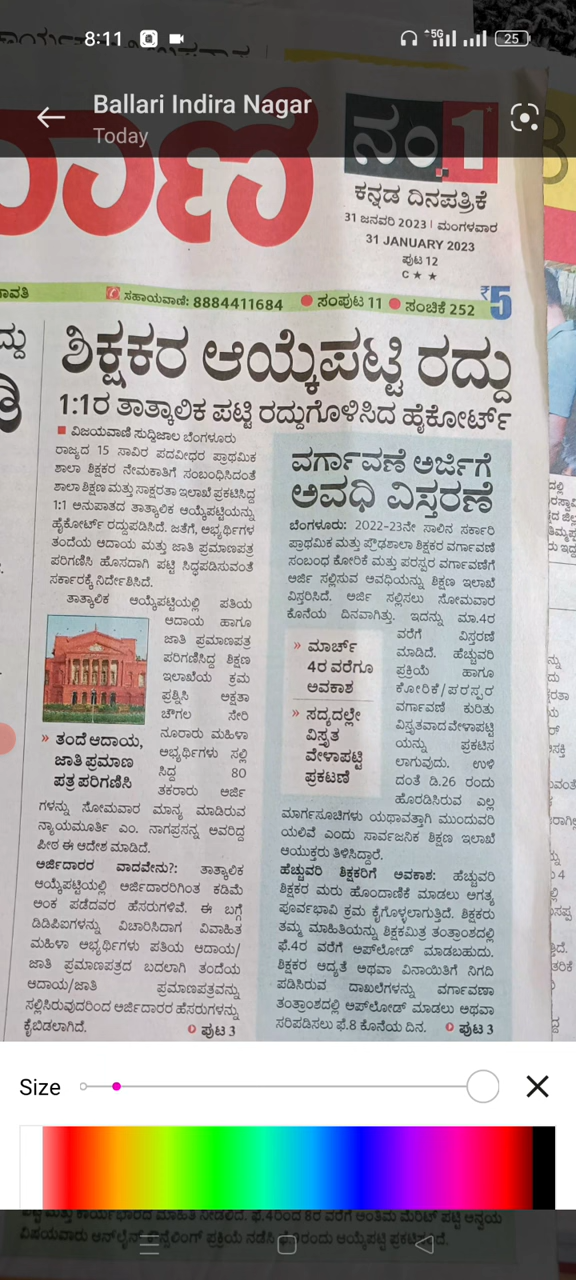 8:11
5G
25
Ballari Indira Nagar
Today
ನಂ.1
ಕನ್ನಡ ದಿನಪತ್ರಿಕೆ
31 ಜನವರಿ 2023 | ಮಂಗಳವಾರ
31 JANUARY 2023
ಪುಟ 12
C ★ ★
ಸಹಾಯವಾಣಿ: 8884411684 ● ಸಂಪುಟ 11 ● ಸಂಚಿಕೆ 252 ₹5
ಶಿಕ್ಷಕರ ಆಯ್ಕೆಪಟ್ಟಿ ರದ್ದು
1:1ರ ತಾತ್ಕಾಲಿಕ ಪಟ್ಟಿ ರದ್ದುಗೊಳಿಸಿದ ಹೈಕೋರ್ಟ್
■ ವಿಜಯವಾಣಿ ಸುದ್ದಿಜಾಲ ಬೆಂಗಳೂರು
ರಾಜ್ಯದ 15 ಸಾವಿರ ಪದವೀಧರ ಪ್ರಾಥಮಿಕ
ಶಾಲಾ ಶಿಕ್ಷಕರ ನೇಮಕಾತಿಗೆ ಸಂಬಂಧಿಸಿದಂತೆ
ಶಾಲಾ ಶಿಕ್ಷಣ ಮತ್ತು ಸಾಕ್ಷರತಾ ಇಲಾಖೆ ಪ್ರಕಟಿಸಿದ್ದ
1:1 ಅನುಪಾತದ ತಾತ್ಕಾಲಿಕ ಆಯ್ಕೆಪಟ್ಟಿಯನ್ನು
ಹೈಕೋರ್ಟ್ ರದ್ದುಪಡಿಸಿದೆ. ಜತೆಗೆ, ಅಭ್ಯರ್ಥಿಗಳ
ತಂದೆಯ ಆದಾಯ ಮತ್ತು ಜಾತಿ ಪ್ರಮಾಣಪತ್ರ
ಪರಿಗಣಿಸಿ ಹೊಸದಾಗಿ ಪಟ್ಟಿ ಸಿದ್ಧಪಡಿಸುವಂತೆ
ಸರ್ಕಾರಕ್ಕೆ ನಿರ್ದೇಶಿಸಿದೆ.
ತಾತ್ಕಾಲಿಕ ಆಯ್ಕೆಪಟ್ಟಿಯಲ್ಲಿ ಪತಿಯ
ಆದಾಯ ಹಾಗೂ
ಜಾತಿ ಪ್ರಮಾಣಪತ್ರ
ಪರಿಗಣಿಸಿದ್ದ ಶಿಕ್ಷಣ
ಇಲಾಖೆಯ ಕ್ರಮ
ಪ್ರಶ್ನಿಸಿ ಅಕ್ಷತಾ
ಚೌಗಲ ಸೇರಿ
ನೂರಾರು ಮಹಿಳಾ
ಅಭ್ಯರ್ಥಿಗಳು ಸಲ್ಲಿ
ಸಿದ್ದ 80
ತಕರಾರು ಅರ್ಜಿ
» ತಂದೆ ಆದಾಯ,
ಜಾತಿ ಪ್ರಮಾಣ
ಪತ್ರ ಪರಿಗಣಿಸಿ
ಗಳನ್ನು ಸೋಮವಾರ ಮಾನ್ಯ ಮಾಡಿರುವ
ನ್ಯಾಯಮೂರ್ತಿ ಎಂ. ನಾಗಪ್ರಸನ್ನ ಅವರಿದ್ದ
ಪೀಠ ಈ ಆದೇಶ ಮಾಡಿದೆ.
ಅರ್ಜಿದಾರರ ವಾದವೇನು?: ತಾತ್ಕಾಲಿಕ
ಆಯ್ಕೆಪಟ್ಟಿಯಲ್ಲಿ ಅರ್ಜಿದಾರರಿಗಿಂತ ಕಡಿಮೆ
ಅಂಕ ಪಡೆದವರ ಹೆಸರುಗಳಿವೆ. ಈ ಬಗ್ಗೆ
ಡಿಡಿಪಿಐಗಳನ್ನು ವಿಚಾರಿಸಿದಾಗ ವಿವಾಹಿತ
ಮಹಿಳಾ ಅಭ್ಯರ್ಥಿಗಳು ಪತಿಯ ಆದಾಯ/
ಜಾತಿ ಪ್ರಮಾಣಪತ್ರದ ಬದಲಾಗಿ ತಂದೆಯ
ಆದಾಯ/ಜಾತಿ ಪ್ರಮಾಣಪತ್ರವನ್ನು
ಸಲ್ಲಿಸಿರುವುದರಿಂದ ಅರ್ಜಿದಾರರ ಹೆಸರುಗಳನ್ನು
ಕೈಬಿಡಲಾಗಿದೆ. ಪುಟ 3
ವರ್ಗಾವಣೆ ಅರ್ಜಿಗೆ
ಅವಧಿ ವಿಸ್ತರಣೆ
ಬೆಂಗಳೂರು: 2022-23ನೇ ಸಾಲಿನ ಸರ್ಕಾರಿ
ಪ್ರಾಥಮಿಕ ಮತ್ತು ಪ್ರೌಢಶಾಲಾ ಶಿಕ್ಷಕರ ವರ್ಗಾವಣೆ
ಸಂಬಂಧ ಕೋರಿಕೆ ಮತ್ತು ಪರಸ್ಪರ ವರ್ಗಾವಣೆಗೆ
ಅರ್ಜಿ ಸಲ್ಲಿಸುವ ಅವಧಿಯನ್ನು ಶಿಕ್ಷಣ ಇಲಾಖೆ
ವಿಸ್ತರಿಸಿದೆ. ಅರ್ಜಿ ಸಲ್ಲಿಸಲು ಸೋಮವಾರ
ಕೊನೆಯ ದಿನವಾಗಿತ್ತು. ಇದನ್ನು ಮಾ.4ರ
ವರೆಗೆ ವಿಸ್ತರಣೆ
ಮಾಡಿದೆ. ಹೆಚ್ಚುವರಿ
ಪ್ರಕ್ರಿಯೆ ಹಾಗೂ
ಕೋರಿಕೆ/ಪರಸ್ಪರ
ವರ್ಗಾವಣೆ ಕುರಿತು
ವಿಸ್ತೃತವಾದ ವೇಳಾಪಟ್ಟಿ
ಯನ್ನು ಪ್ರಕಟಿಸ
ಲಾಗುವುದು. ಉಳಿ
ದಂತೆ ಡಿ.26 ರಂದು
ಹೊರಡಿಸಿರುವ ಎಲ್ಲ
» ಮಾರ್ಚ್
4ರ ವರೆಗೂ
ಅವಕಾಶ
» ಸದ್ಯದಲ್ಲೇ
ವಿಸ್ತೃತ
ವೇಳಾಪಟ್ಟಿ
ಪ್ರಕಟಣೆ
ಮಾರ್ಗಸೂಚಿಗಳು ಯಥಾವತ್ತಾಗಿ ಮುಂದುವರಿ
ಯಲಿವೆ ಎಂದು ಸಾರ್ವಜನಿಕ ಶಿಕ್ಷಣ ಇಲಾಖೆ
ಆಯುಕ್ತರು ತಿಳಿಸಿದ್ದಾರೆ.
ಹೆಚ್ಚುವರಿ ಶಿಕ್ಷಕರಿಗೆ ಅವಕಾಶ: ಹೆಚ್ಚುವರಿ
ಶಿಕ್ಷಕರ ಮರು ಹೊಂದಾಣಿಕೆ ಮಾಡಲು ಅಗತ್ಯ
ಪೂರ್ವಭಾವಿ ಕ್ರಮ ಕೈಗೊಳ್ಳಲಾಗುತ್ತಿದೆ. ಶಿಕ್ಷಕರು
ತಮ್ಮ ಮಾಹಿತಿಯನ್ನು ಶಿಕ್ಷಕಮಿತ್ರ ತಂತ್ರಾಂಶದಲ್ಲಿ
ಫೆ.4ರ ವರೆಗೆ ಅಪ್‌ಲೋಡ್ ಮಾಡಬಹುದು.
ಶಿಕ್ಷಕರ ಆದ್ಯತೆ ಅಥವಾ ವಿನಾಯಿತಿಗೆ ನಿಗದಿ
ಪಡಿಸಿರುವ ದಾಖಲೆಗಳನ್ನು ವರ್ಗಾವಣಾ
ತಂತ್ರಾಂಶದಲ್ಲಿ ಅಪ್‌ಲೋಡ್ ಮಾಡಲು ಅಥವಾ
ಸರಿಪಡಿಸಲು ಫೆ.8 ಕೊನೆಯ ದಿನ. ಪುಟ 3
Size